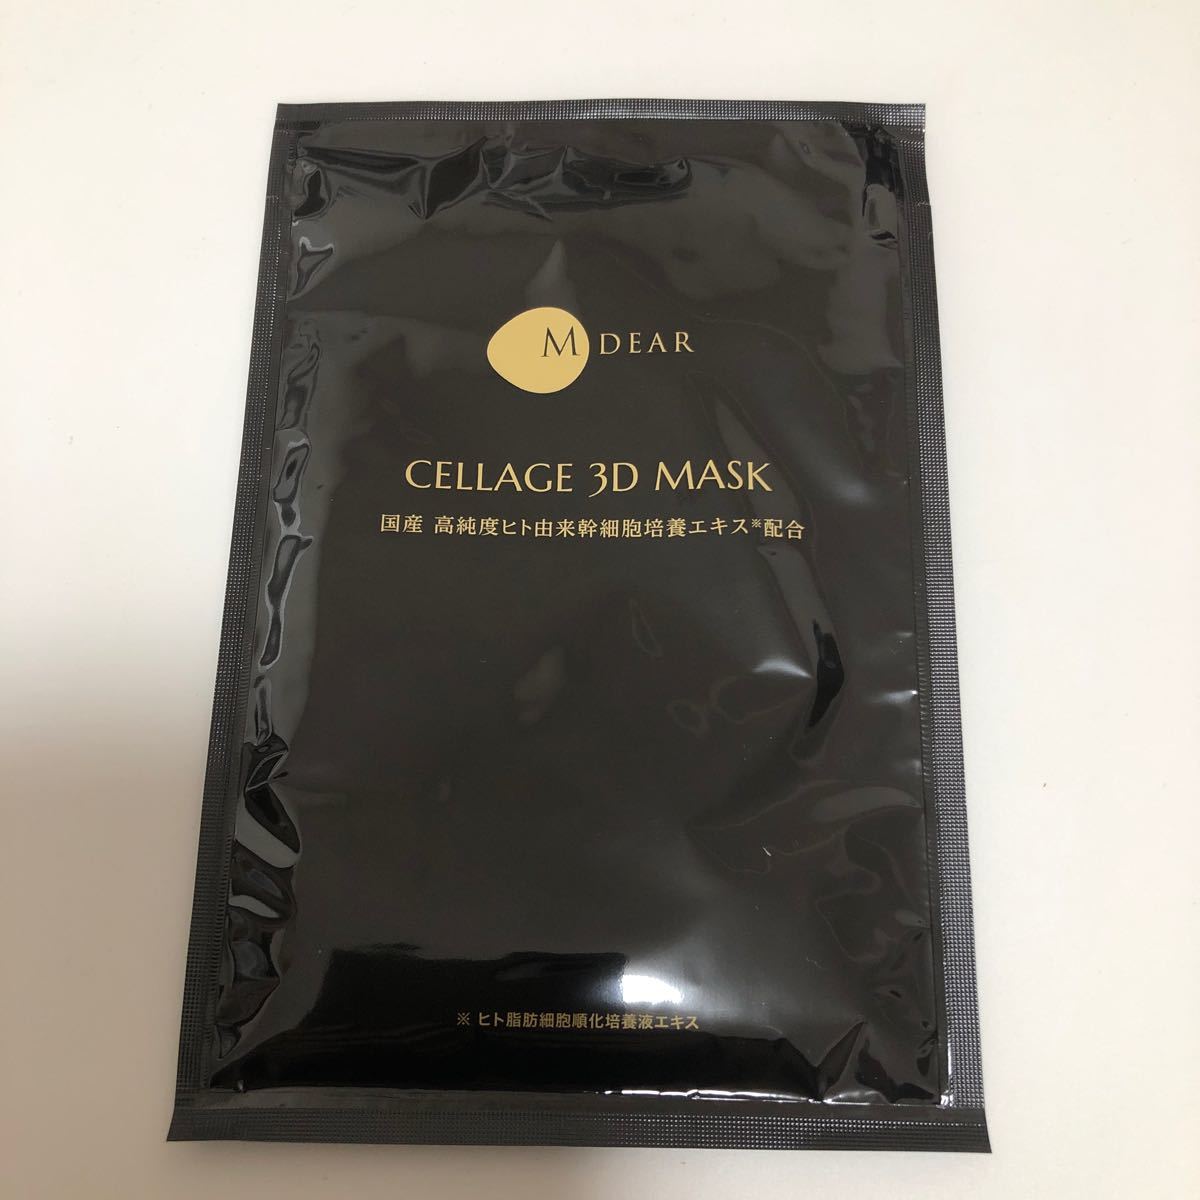 M DEAR
CELLAGE 3D MASK
国産 高純度ヒト由来幹細胞培養エキス※配合
※ ヒト脂肪細胞順化培養液エキス